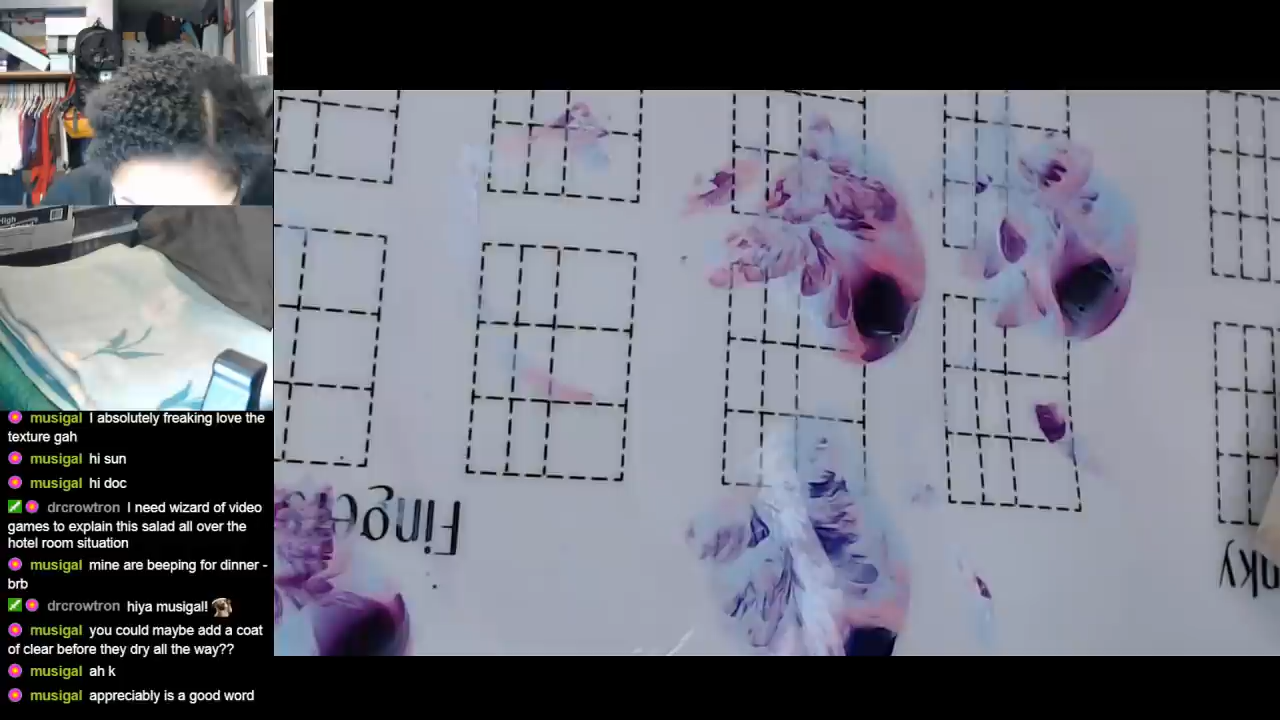 High
musigal I absolutely freaking love the
texture gah
musigal hi sun
musigal hi doc
drcrowtron I need wizard of video
games to explain this salad all over the
hotel room situation
musigal mine are beeping for dinner -
brb
drcrowtron hiya musigal!
musigal you could maybe add a coat
of clear before they dry all the way??
musigal ah k
musigal appreciably is a good word
Fingers
nky